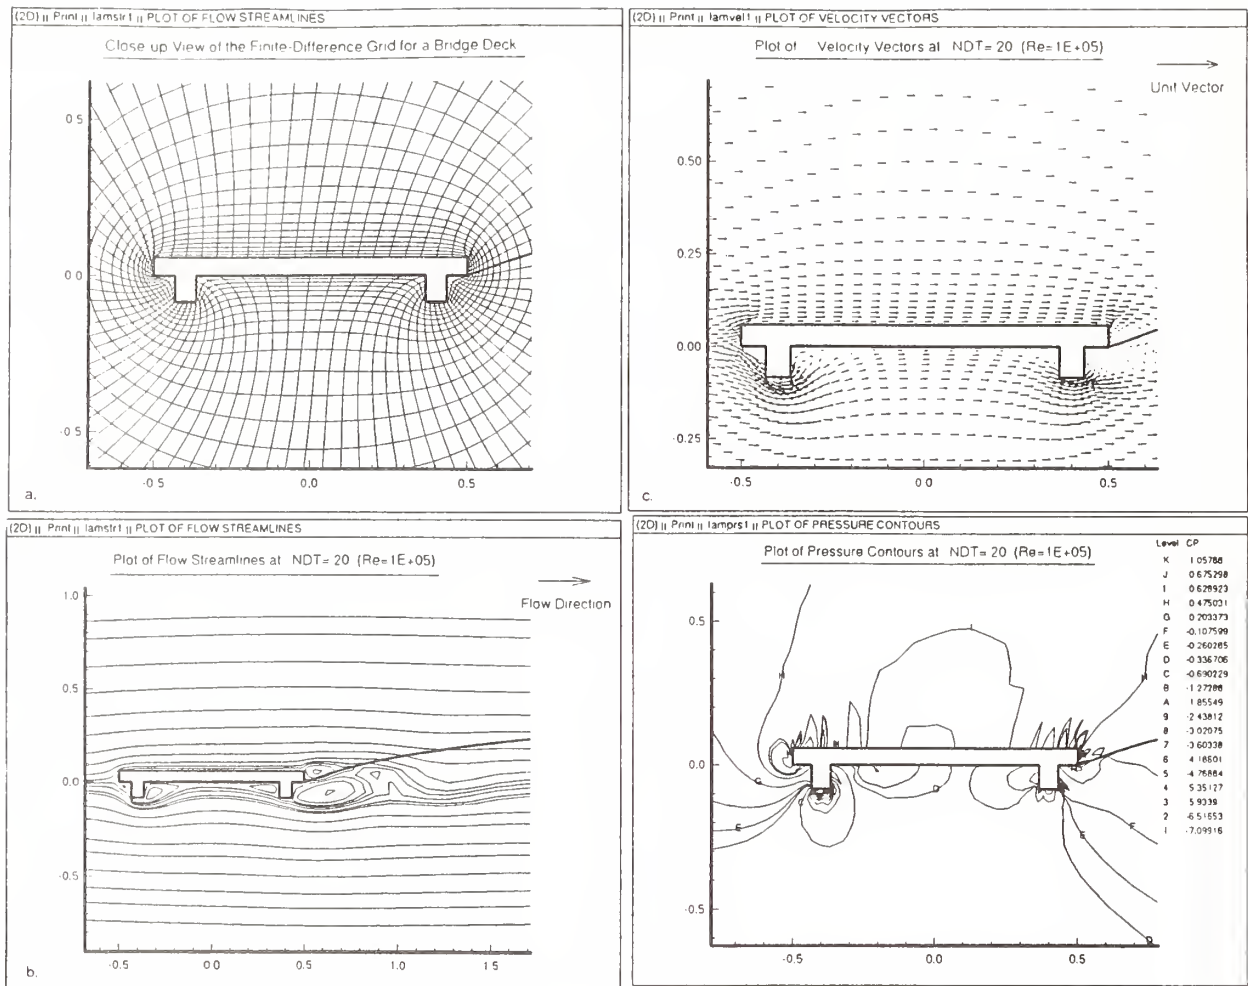 (2D) || Print || lamstr1 || PLOT OF FLOW STREAMLINES
Close up View of the Finite-Difference Grid for a Bridge Deck
0 5
0 0
-0 5
-0 5
0.0
0.5
a.
(2D) || Print || lamvel1 || PLOT OF VELOCITY VECTORS
Plot of Velocity Vectors at NDT= 20 (Re=1E+05)
Unit Vector
0.50
0.25
0.00
-0.25
-0.5
0.0
0.5
c.
(2D) || Print || lamstr1 || PLOT OF FLOW STREAMLINES
Plot of Flow Streamlines at NDT= 20 (Re=1E+05)
Flow Direction
1.0
0.5
0.0
-0.5
-0.5
0 0
0.5
1.0
1 5
b.
(2D) || Print || lamprs1 || PLOT OF PRESSURE CONTOURS
Plot of Pressure Contours at NDT= 20 (Re=1E+05)
Level CP
K 1 05788
J 0 675298
I 0 628923
H 0 475031
G 0 203373
F -0.107599
E -0 260285
D -0 336706
C -0 690229
B -1 27288
A 1 85549
9 -2 43812
8 -3 02075
7 -3 60338
6 4 18601
5 -4 76864
4 5 35127
3 5 9339
2 -6 51653
1 -7.09916
0.5
0.0
-0.5
-0.5
0.0
0.5